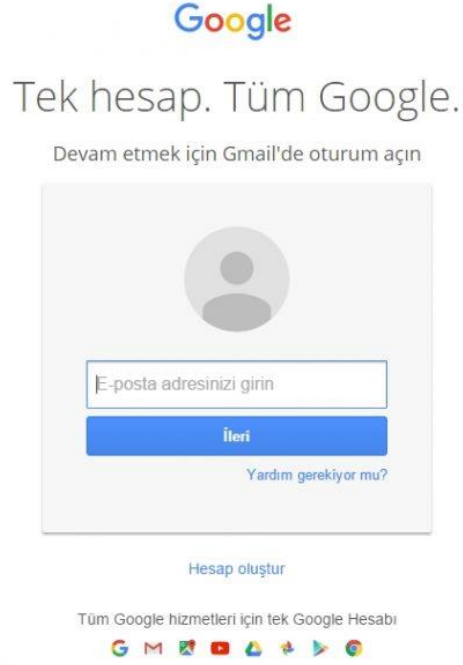 Google
Tek hesap. Tüm Google.
Devam etmek için Gmail'de oturum açın
E-posta adresinizi girin
İleri
Yardım gerekiyor mu?
Hesap oluştur
Tüm Google hizmetleri için tek Google Hesabı